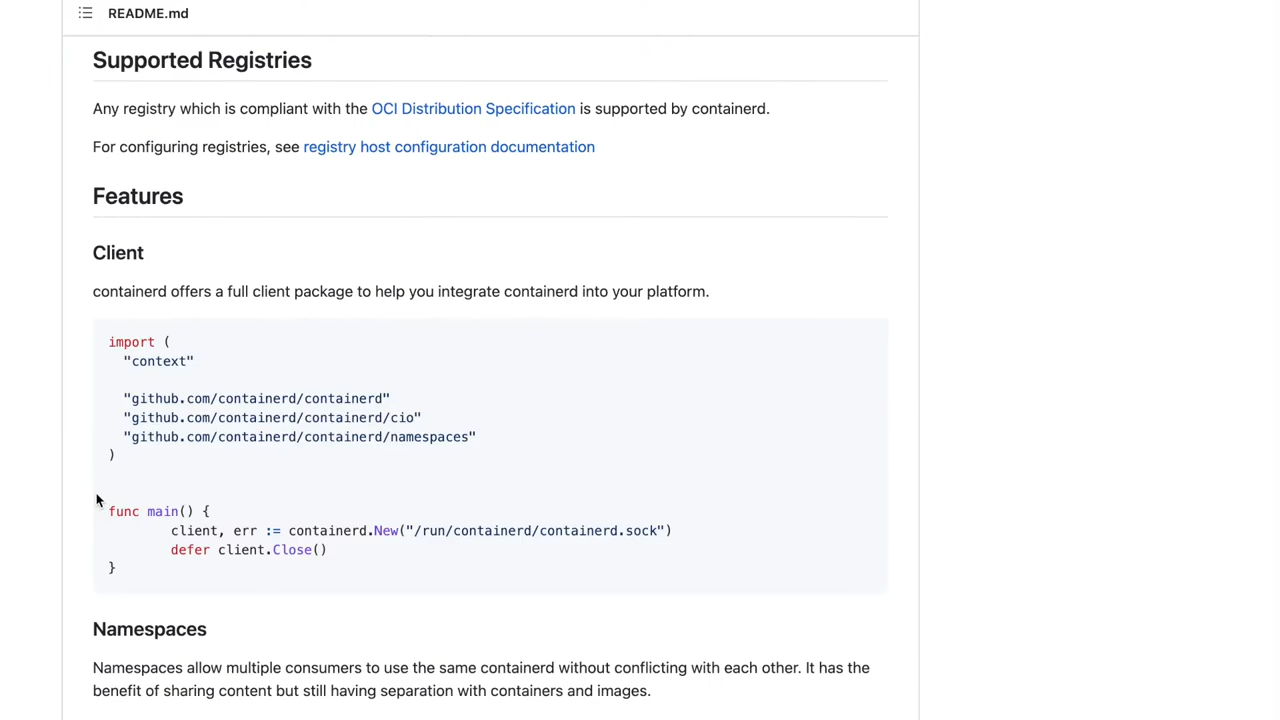 README.md
Supported Registries
Any registry which is compliant with the OCI Distribution Specification is supported by containerd.
For configuring registries, see registry host configuration documentation
Features
Client
containerd offers a full client package to help you integrate containerd into your platform.
import (
  "context"

  "github.com/containerd/containerd"
  "github.com/containerd/containerd/cio"
  "github.com/containerd/containerd/namespaces"
)

func main() {
        client, err := containerd.New("/run/containerd/containerd.sock")
        defer client.Close()
}
Namespaces
Namespaces allow multiple consumers to use the same containerd without conflicting with each other. It has the
benefit of sharing content but still having separation with containers and images.